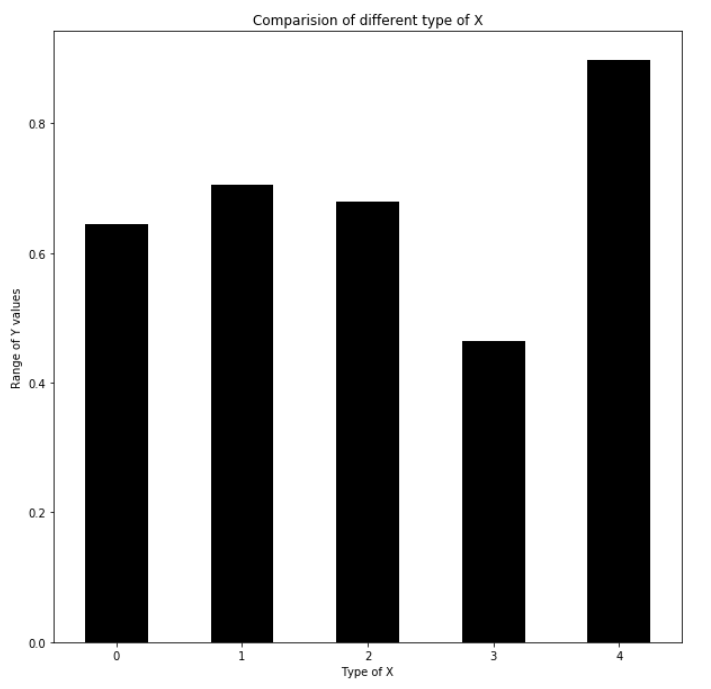 Comparision of different type of X
Range of Y values
0.8
0.6
0.4
0.2
0.0
0 1 2 3 4
Type of X